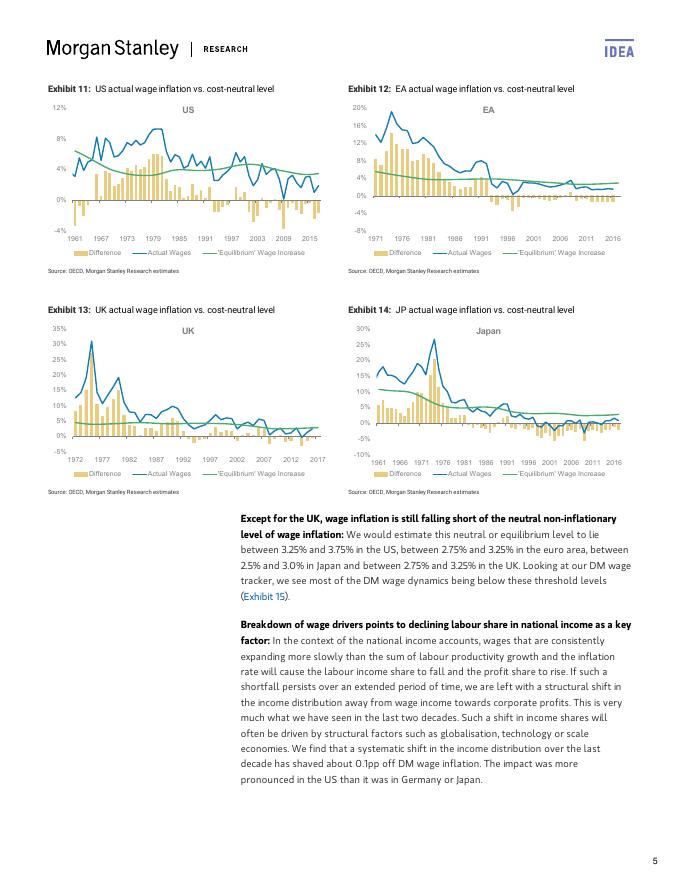 Morgan Stanley | RESEARCH
IDEA
Exhibit 11: US actual wage inflation vs. cost-neutral level
12%
8%
4%
0%
-4%
US
1961 1967 1973 1979 1985 1991 1997 2003 2009 2015
Difference Actual Wages 'Equilibrium' Wage Increase
Source: OECD, Morgan Stanley Research estimates
Exhibit 12: EA actual wage inflation vs. cost-neutral level
20%
16%
12%
8%
4%
0%
-4%
-8%
EA
1971 1976 1981 1986 1991 1996 2001 2006 2011 2016
Difference Actual Wages 'Equilibrium' Wage Increase
Source: OECD, Morgan Stanley Research estimates
Exhibit 13: UK actual wage inflation vs. cost-neutral level
35%
30%
25%
20%
15%
10%
5%
0%
-5%
UK
1972 1977 1982 1987 1992 1997 2002 2007 2012 2017
Difference Actual Wages 'Equilibrium' Wage Increase
Source: OECD, Morgan Stanley Research estimates
Exhibit 14: JP actual wage inflation vs. cost-neutral level
30%
25%
20%
15%
10%
5%
0%
-5%
-10%
Japan
1961 1966 1971 1976 1981 1986 1991 1996 2001 2006 2011 2016
Difference Actual Wages 'Equilibrium' Wage Increase
Source: OECD, Morgan Stanley Research estimates
Except for the UK, wage inflation is still falling short of the neutral non-inflationary
level of wage inflation: We would estimate this neutral or equilibrium level to lie
between 3.25% and 3.75% in the US, between 2.75% and 3.25% in the euro area, between
2.5% and 3.0% in Japan and between 2.75% and 3.25% in the UK. Looking at our DM wage
tracker, we see most of the DM wage dynamics being below these threshold levels
(Exhibit 15).
Breakdown of wage drivers points to declining labour share in national income as a key
factor: In the context of the national income accounts, wages that are consistently
expanding more slowly than the sum of labour productivity growth and the inflation
rate will cause the labour income share to fall and the profit share to rise. If such a
shortfall persists over an extended period of time, we are left with a structural shift in
the income distribution away from wage income towards corporate profits. This is very
much what we have seen in the last two decades. Such a shift in income shares will
often be driven by structural factors such as globalisation, technology or scale
economies. We find that a systematic shift in the income distribution over the last
decade has shaved about 0.1pp off DM wage inflation. The impact was more
pronounced in the US than it was in Germany or Japan.
5